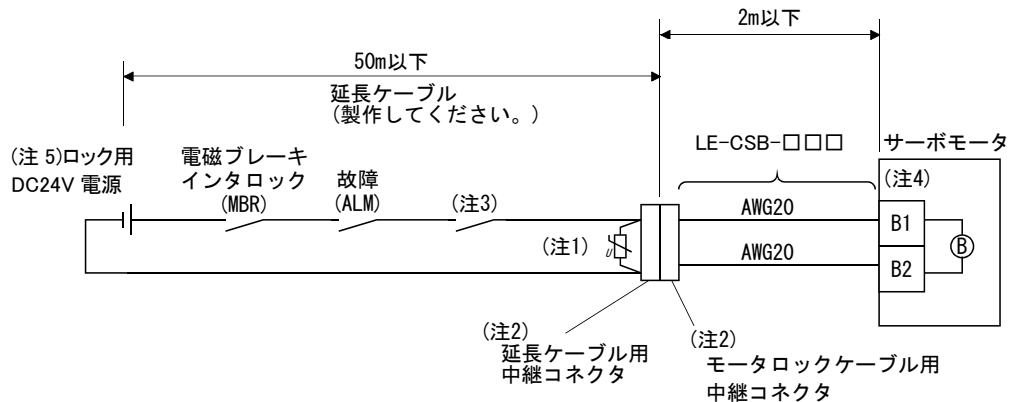 2m以下
50m以下
延長ケーブル
(製作してください。)
(注 5)ロック用
DC24V 電源
電磁ブレーキ
インタロック
(MBR)
故障
(ALM)
(注3)
LE-CSB-□□□
サーボモータ
(注4)
AWG20
B1
(注1)
U
AWG20
B2
B
(注2)
延長ケーブル用
中継コネクタ
(注2)
モータロックケーブル用
中継コネクタ